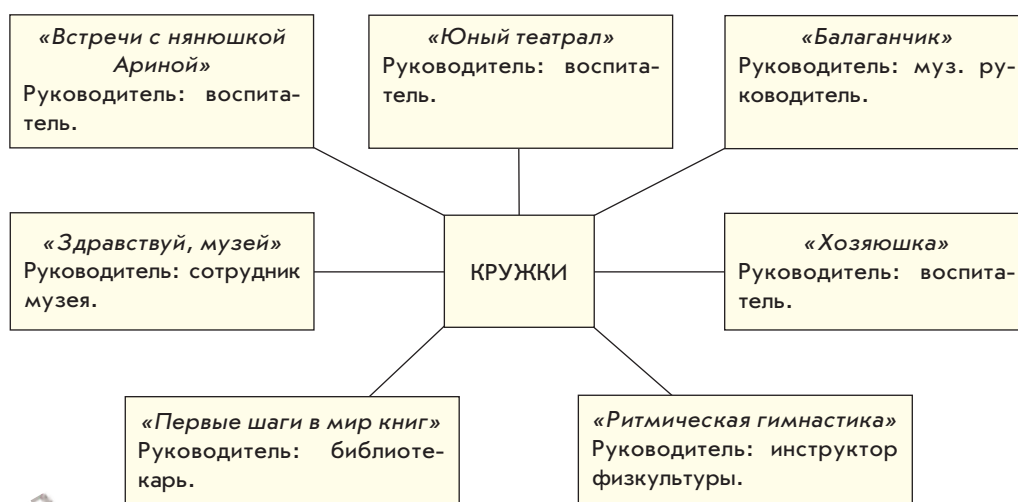 «Встречи с нянюшкой
Ариной»
Руководитель: воспита-
тель.
«Юный театрал»
Руководитель: воспита-
тель.
«Балаганчик»
Руководитель: муз. ру-
ководитель.
«Здравствуй, музей»
Руководитель: сотрудник
музея.
КРУЖКИ
«Хозяюшка»
Руководитель: воспита-
тель.
«Первые шаги в мир книг»
Руководитель: библиоте-
карь.
«Ритмическая гимнастика»
Руководитель: инструктор
физкультуры.